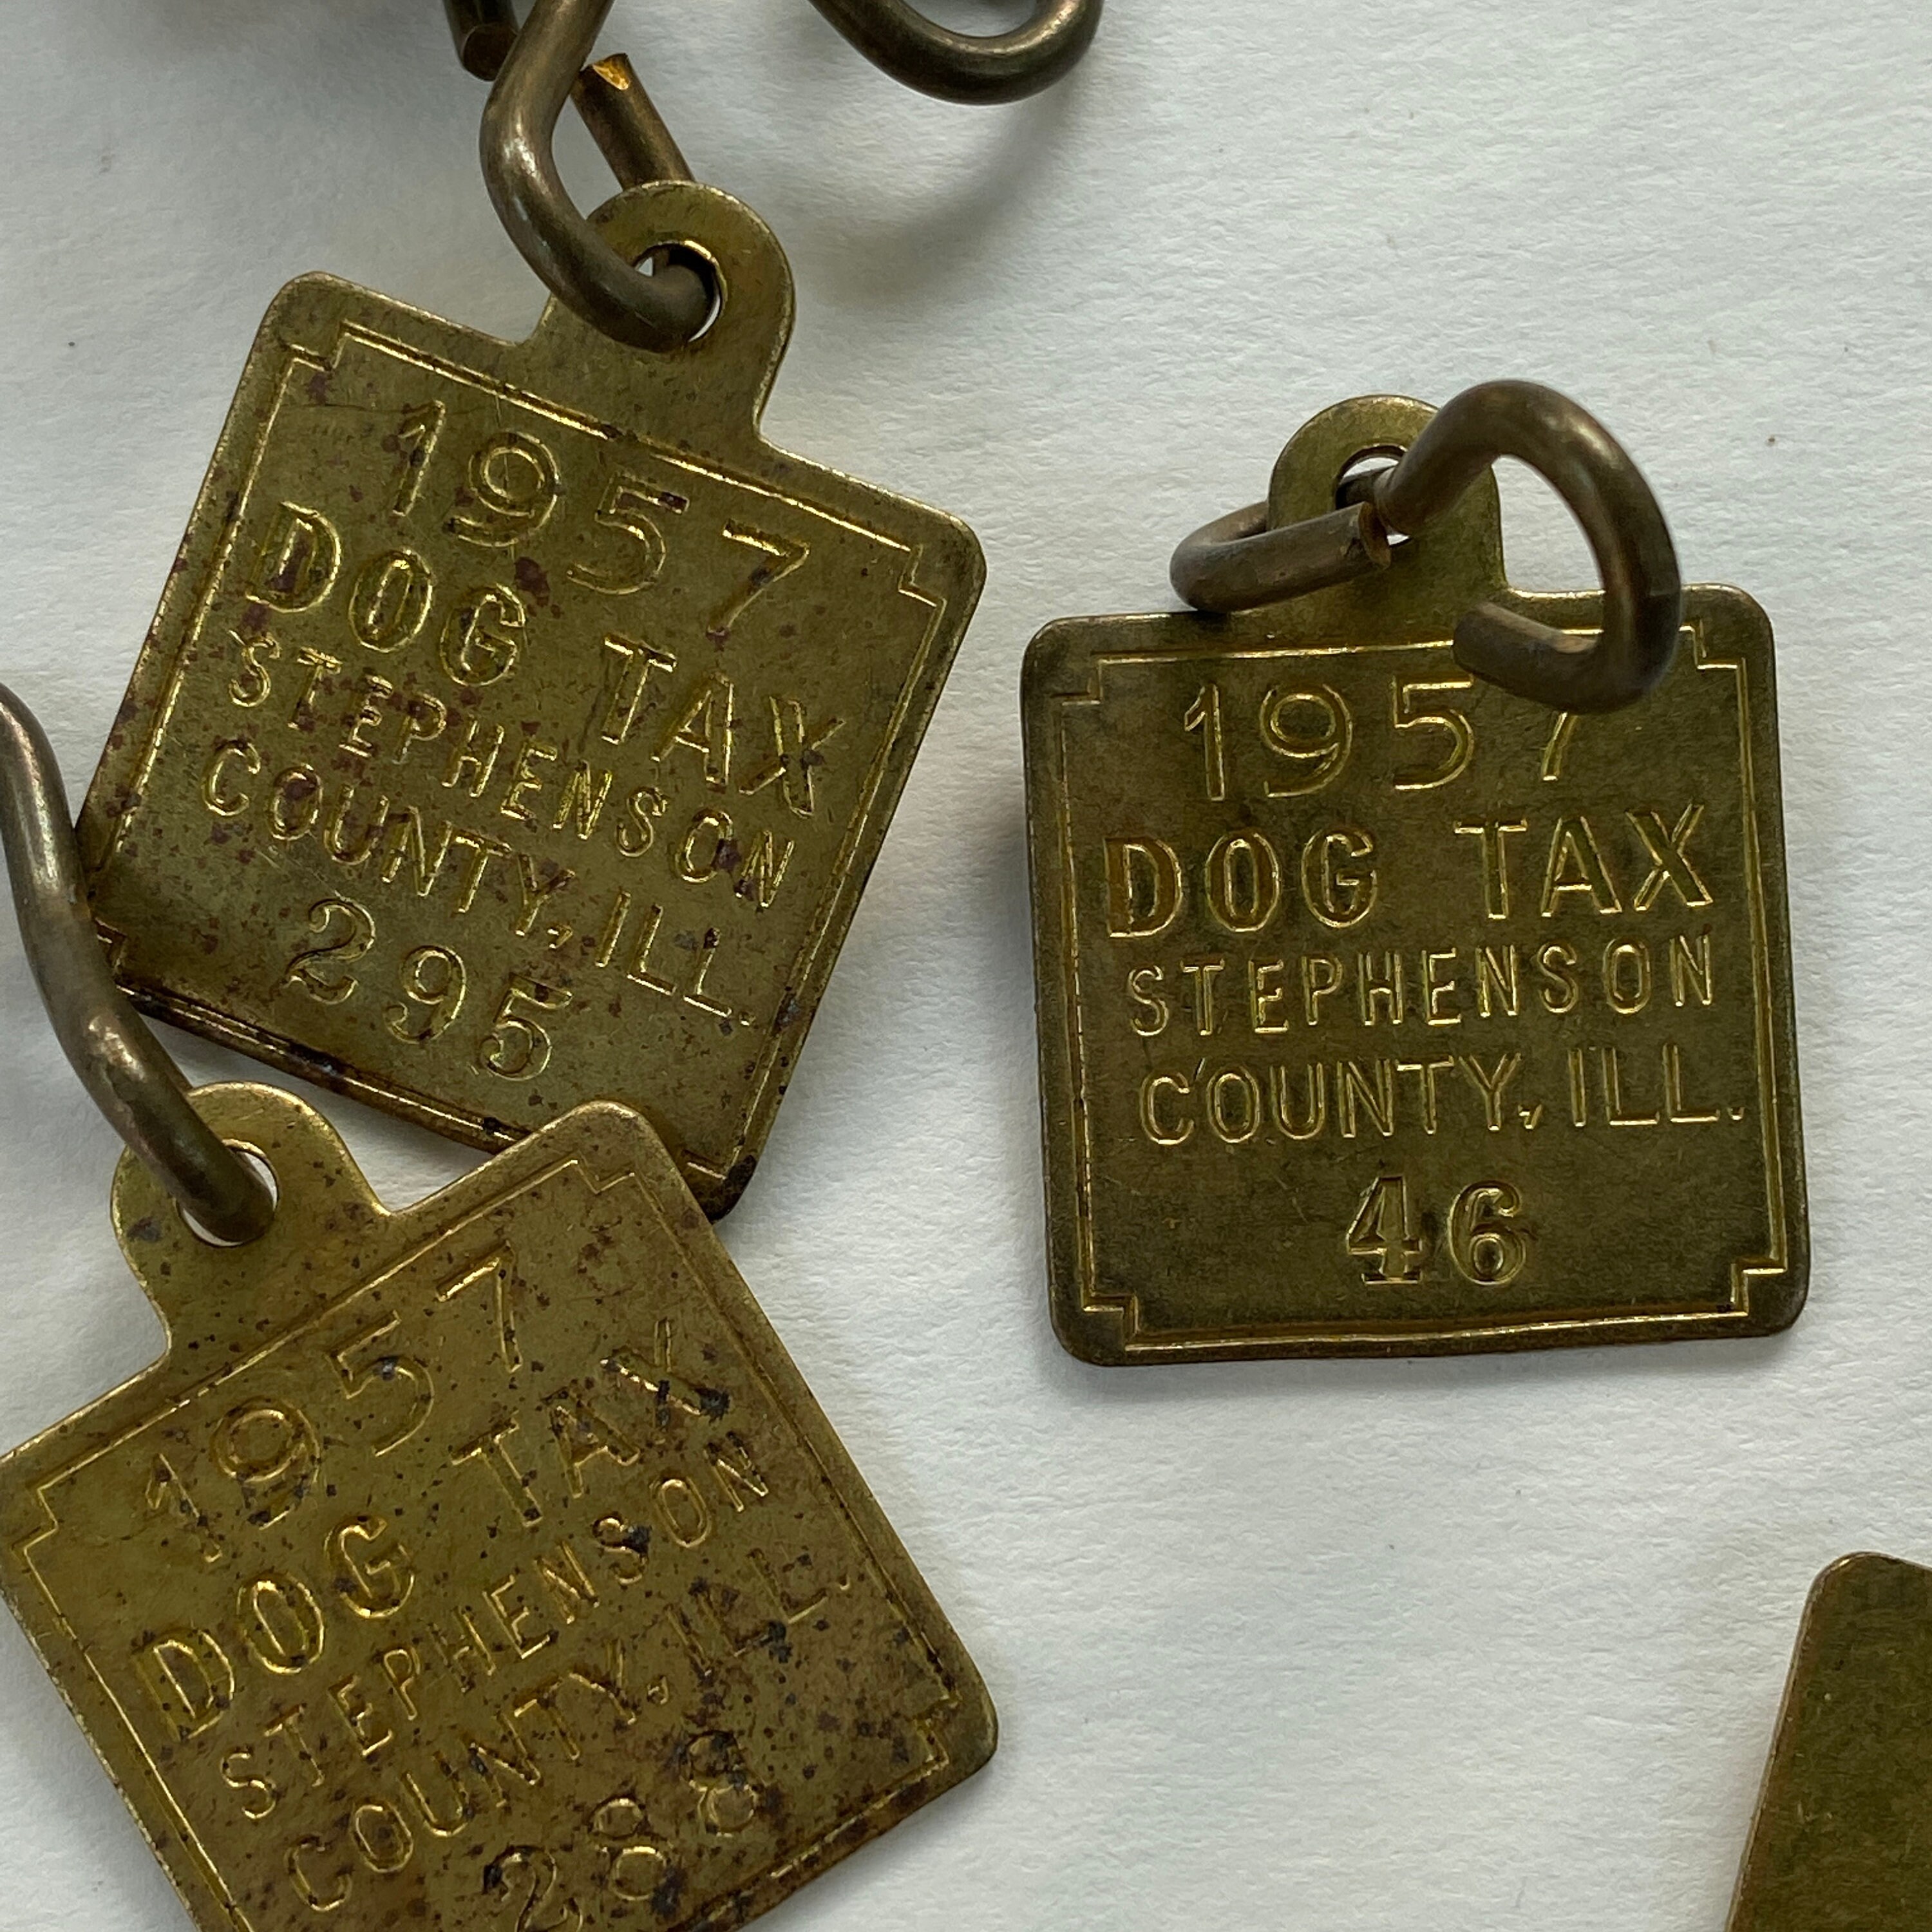 1957
DOG TAX
STEPHENSON
COUNTY, ILL.
295
1957
DOG TAX
STEPHENSON
COUNTY, ILL.
46
1957
DOG TAX
STEPHENSON
COUNTY, ILL.
288